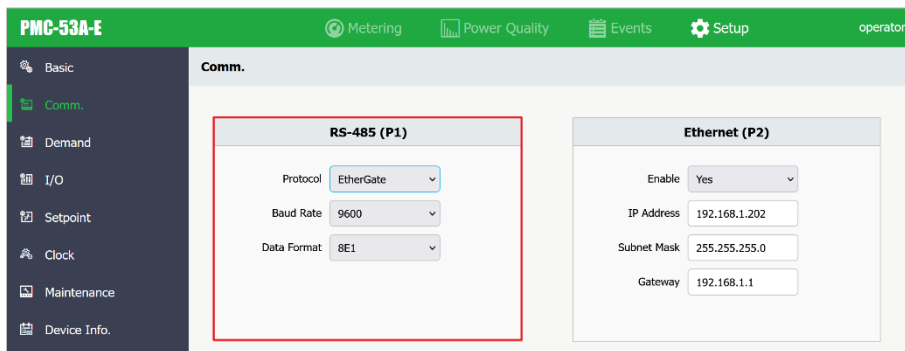 PMC-53A-E
Metering
Power Quality
Events
Setup
operator
Basic
Comm.
Demand
I/O
Setpoint
Clock
Maintenance
Device Info.
Comm.
RS-485 (P1)
Protocol EtherGate
Baud Rate 9600
Data Format 8E1
Ethernet (P2)
Enable Yes
IP Address 192.168.1.202
Subnet Mask 255.255.255.0
Gateway 192.168.1.1